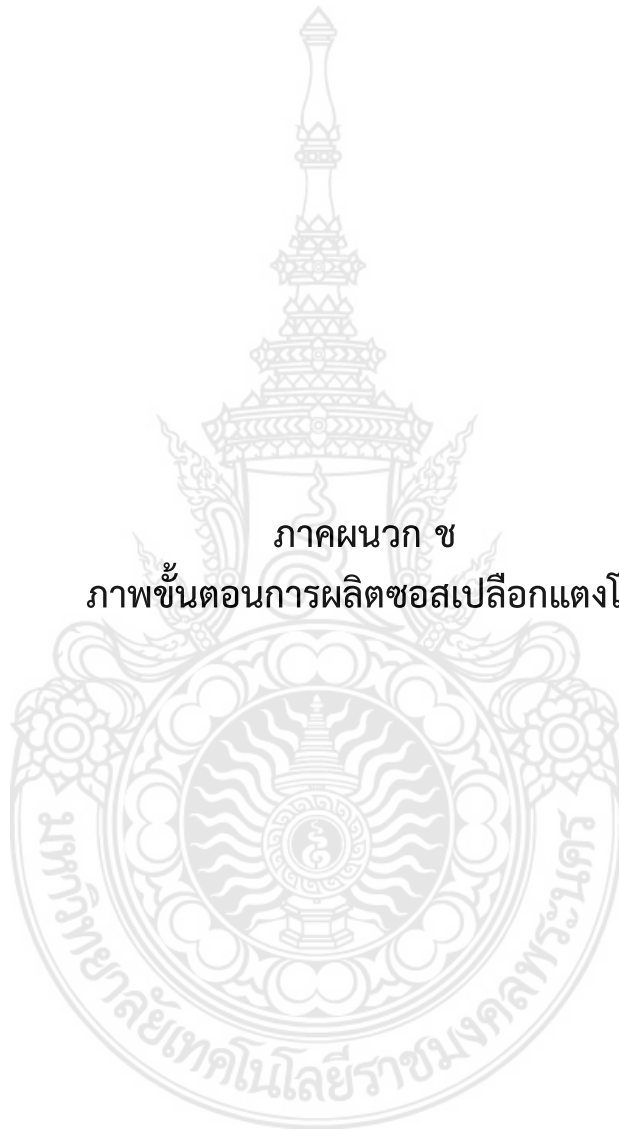 ภาคผนวก ช
ภาพขั้นตอนการผลิตซอสเปลือกแตงโ
มหาวิทยาลัยเทคโนโลยีราชมงคลพระนคร